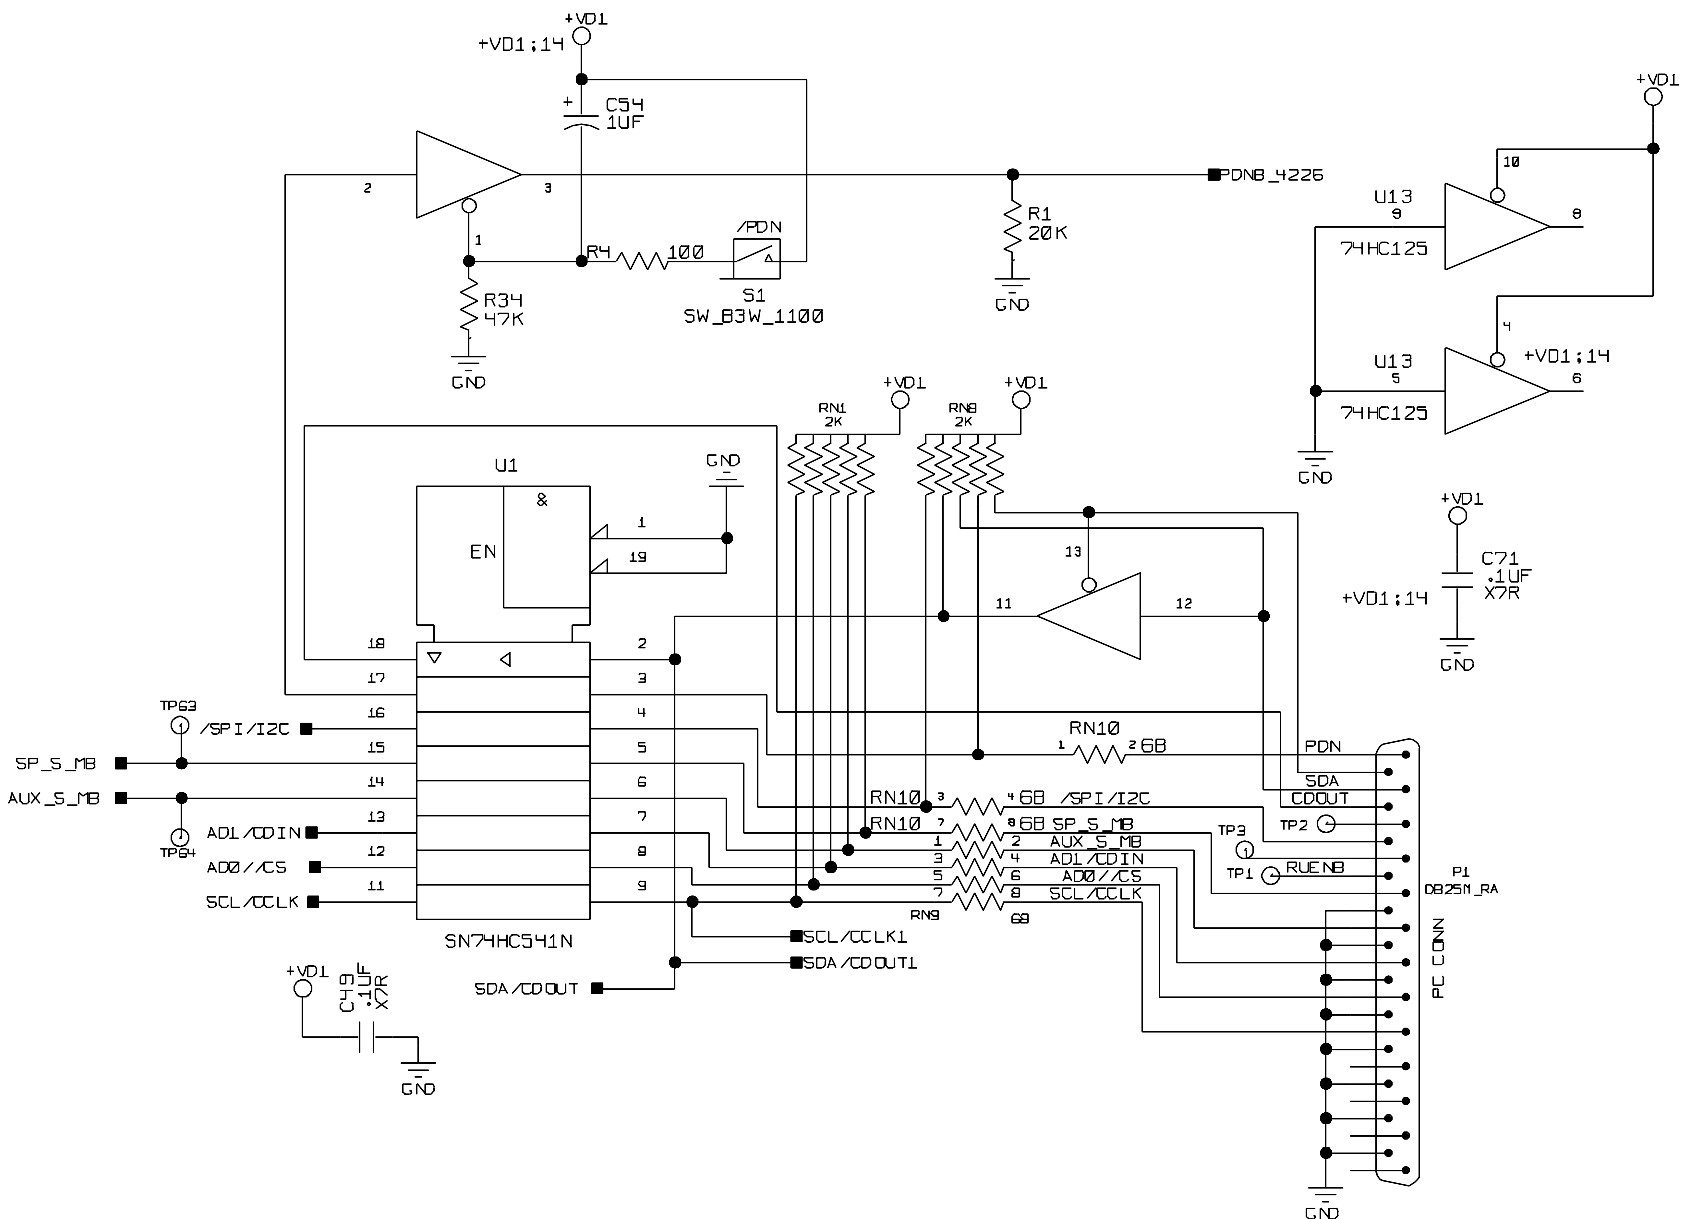 +VD1
+VD1;14
+
C54
1UF
2
3
1
R4
100
/PDN
S1
SW_B3W_1100
R34
47K
GND
PDNB_4226
R1
20K
GND
+VD1
10
U13
9
8
74HC125
4
U13
+VD1;14
5
6
74HC125
GND
+VD1
C71
.1UF
X7R
+VD1;14
GND
RN1
2K
+VD1
RN8
2K
+VD1
U1
&
EN
GND
1
19
13
11
12
18
2
17
3
16
4
15
5
14
6
13
7
12
8
11
9
TP63
1
/SPI/I2C
SP_S_MB
AUX_S_MB
1
TP64
AD1/CDIN
AD0//CS
SCL/CCLK
SN74HC541N
RN10
1
2
68
PDN
SDA
CDOUT
RN10
3
4
68
/SPI/I2C
RN10
7
8
68
SP_S_MB
1
2
AUX_S_MB
3
4
AD1/CDIN
5
6
AD0//CS
7
8
SCL/CCLK
RN9
68
TP2
1
TP3
1
TP1
1
RUENB
P1
DB25M_RA
PC CONN
SCL/CCLK1
SDA/CDOUT1
SDA/CDOUT
+VD1
C49
.1UF
X7R
GND
GND